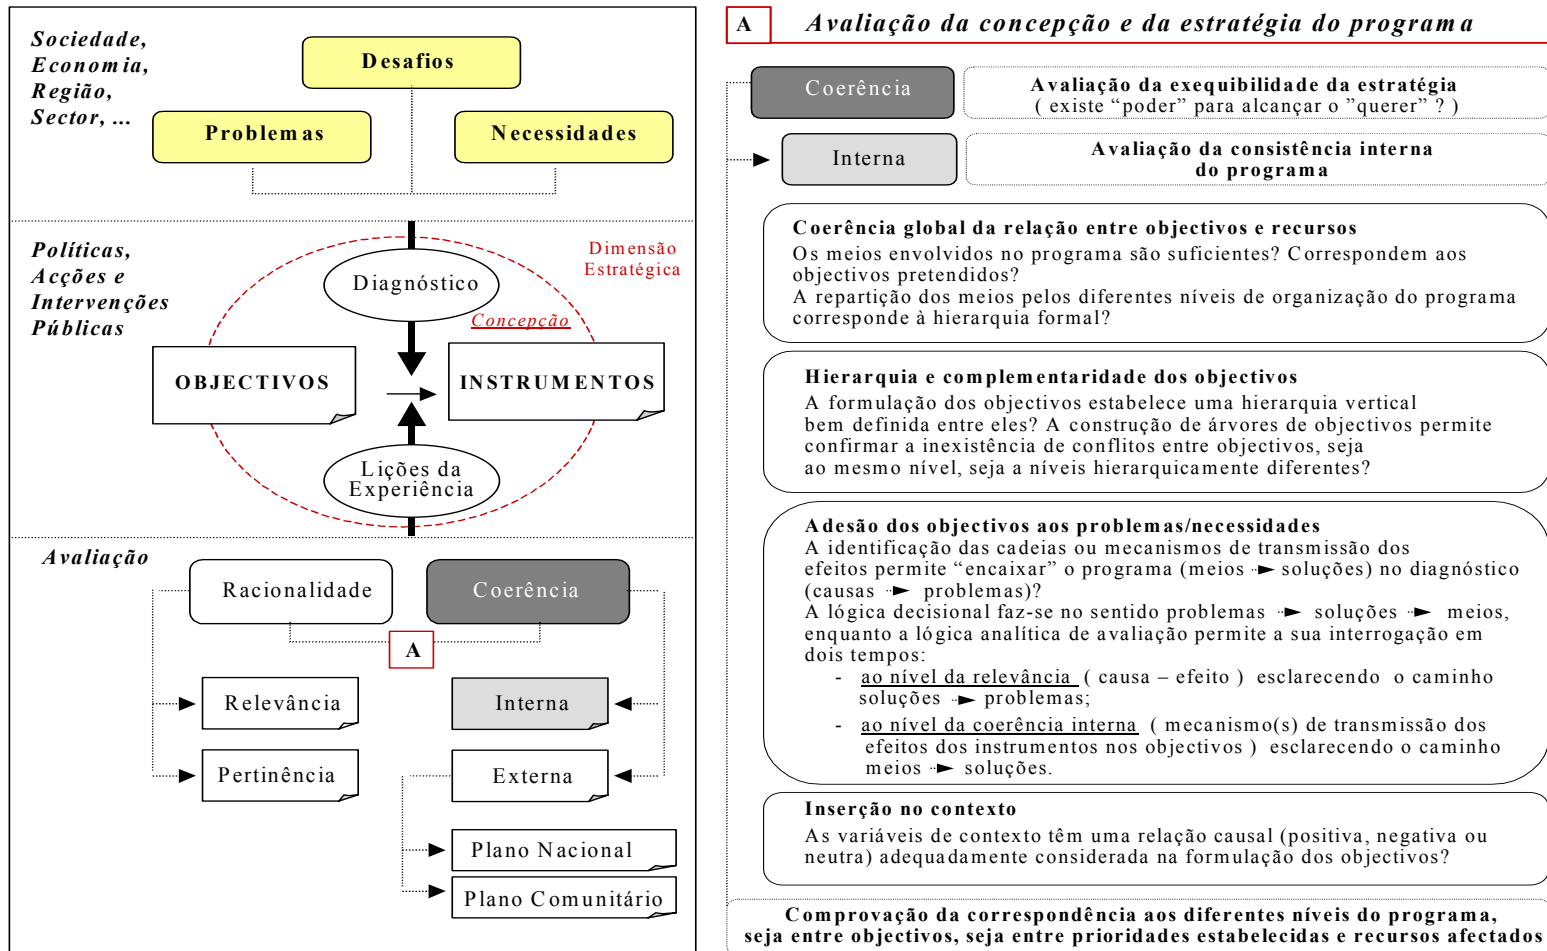 Sociedade,
Economia,
Região,
Sector, ...
Desafios
Problemas
Necessidades
Políticas,
Acções e
Intervenções
Públicas
Dimensão
Estratégica
Diagnóstico
Concepção
OBJECTIVOS
INSTRUMENTOS
Lições da
Experiência
Avaliação
Racionalidade
Coerência
A
Relevância
Interna
Pertinência
Externa
Plano Nacional
Plano Comunitário
A
Avaliação da concepção e da estratégia do programa
Coerência
Avaliação da exequibilidade da estratégia
( existe “poder” para alcançar o ”querer” ? )
Interna
Avaliação da consistência interna
do programa
Coerência global da relação entre objectivos e recursos
Os meios envolvidos no programa são suficientes? Correspondem aos
objectivos pretendidos?
A repartição dos meios pelos diferentes níveis de organização do programa
corresponde à hierarquia formal?
Hierarquia e complementaridade dos objectivos
A formulação dos objectivos estabelece uma hierarquia vertical
bem definida entre eles? A construção de árvores de objectivos permite
confirmar a inexistência de conflitos entre objectivos, seja
ao mesmo nível, seja a níveis hierarquicamente diferentes?
Adesão dos objectivos aos problemas/necessidades
A identificação das cadeias ou mecanismos de transmissão dos
efeitos permite “encaixar” o programa (meios ··► soluções) no diagnóstico
(causas ··► problemas)?
A lógica decisional faz-se no sentido problemas ··► soluções ··► meios,
enquanto a lógica analítica de avaliação permite a sua interrogação em
dois tempos:
- ao nível da relevância ( causa – efeito ) esclarecendo o caminho
soluções ··► problemas;
- ao nível da coerência interna ( mecanismo(s) de transmissão dos
efeitos dos instrumentos nos objectivos ) esclarecendo o caminho
meios ··► soluções.
Inserção no contexto
As variáveis de contexto têm uma relação causal (positiva, negativa ou
neutra) adequadamente considerada na formulação dos objectivos?
Comprovação da correspondência aos diferentes níveis do programa,
seja entre objectivos, seja entre prioridades estabelecidas e recursos afectados